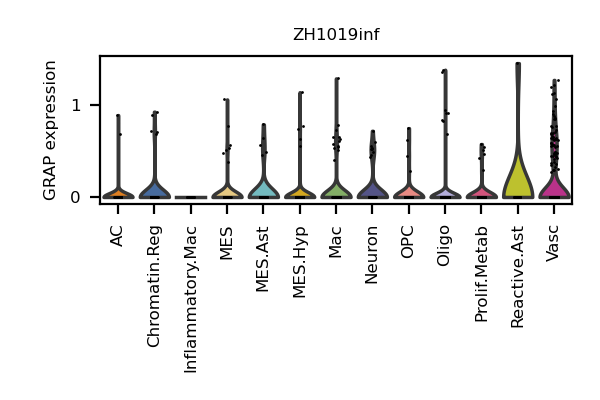 ZH1019inf
GRAP expression
1
0
AC
Chromatin.Reg
Inflammatory.Mac
MES
MES.Ast
MES.Hyp
Mac
Neuron
OPC
Oligo
Prolif.Metab
Reactive.Ast
Vasc